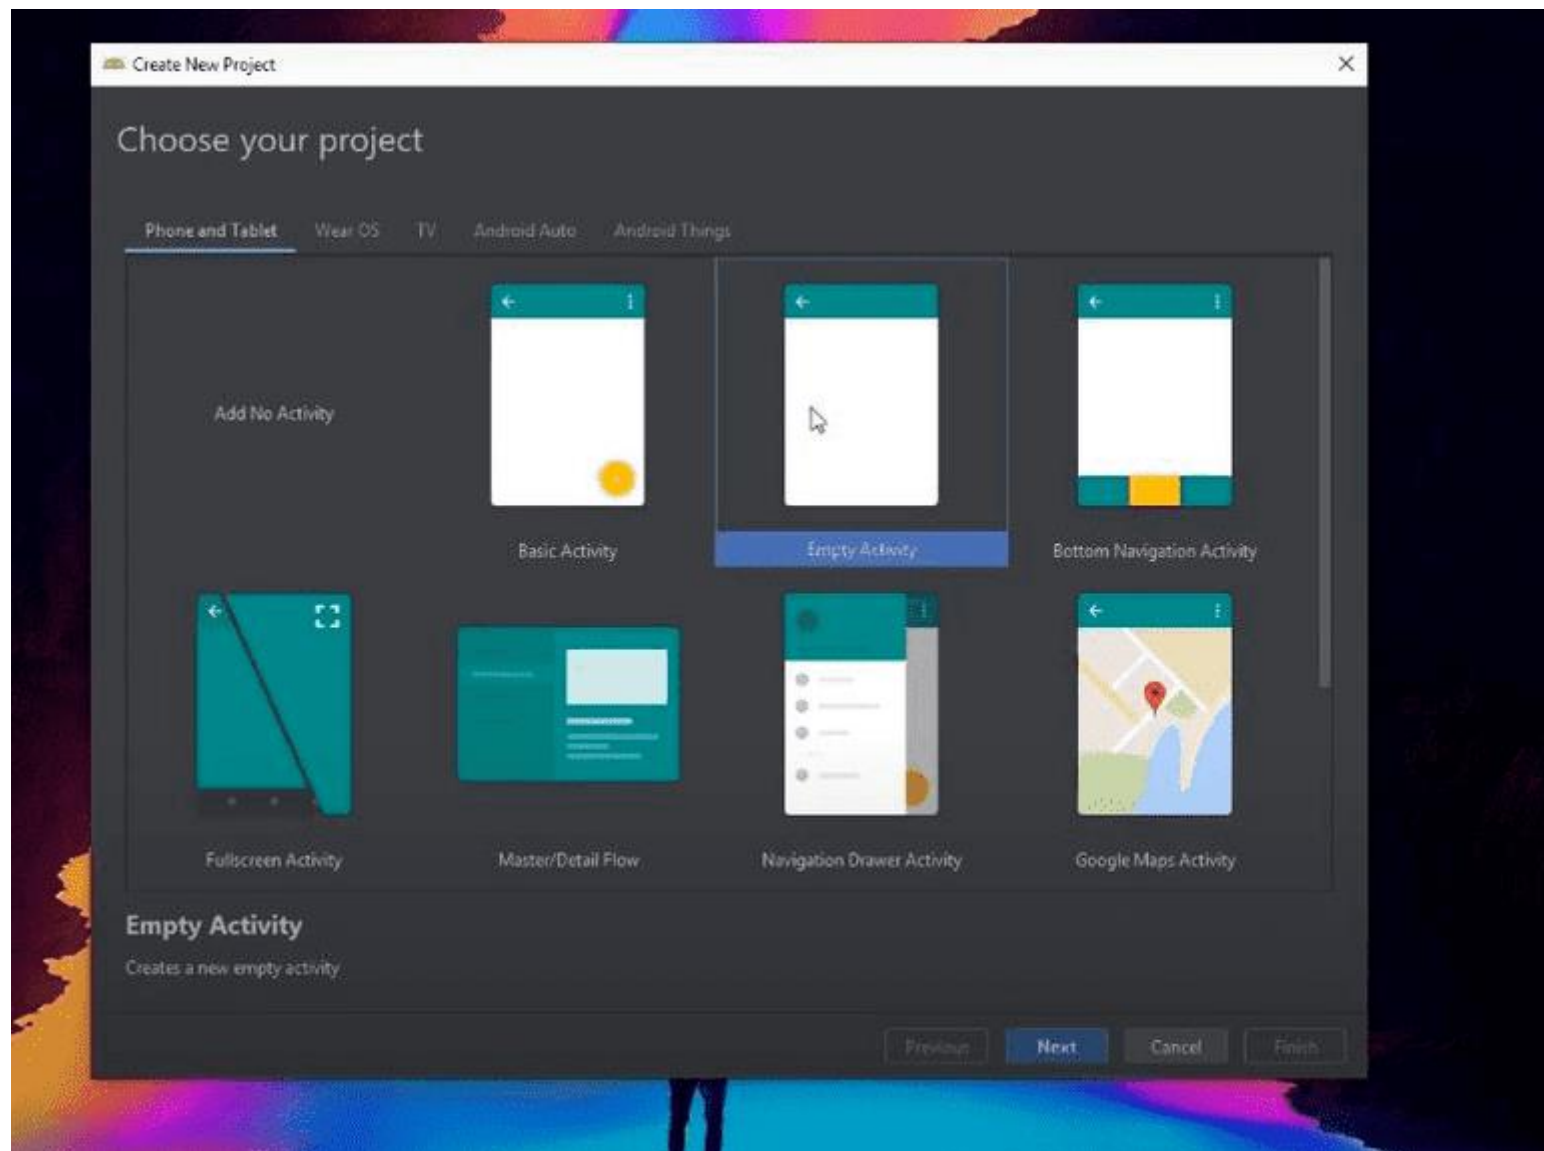 Create New Project
Choose your project
Phone and Tablet
Wear OS
TV
Android Auto
Android Things
Add No Activity
Basic Activity
Empty Activity
Bottom Navigation Activity
Fullscreen Activity
Master/Detail Flow
Navigation Drawer Activity
Google Maps Activity
Empty Activity
Creates a new empty activity
Previous
Next
Cancel
Finish